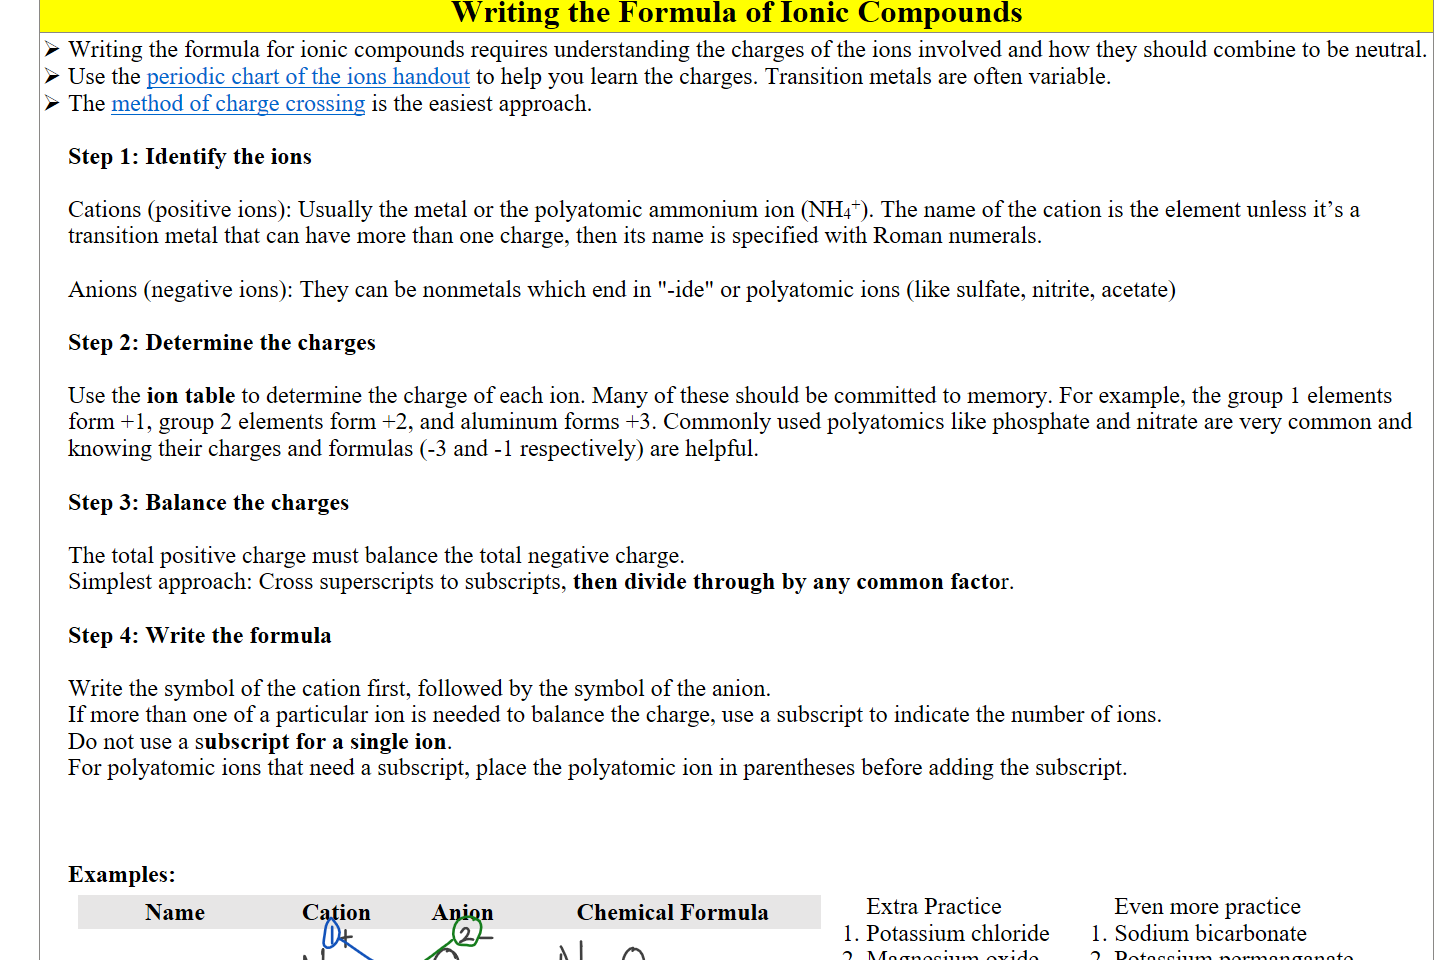 Writing the Formula of Ionic Compounds
➢ Writing the formula for ionic compounds requires understanding the charges of the ions involved and how they should combine to be neutral.
➢ Use the periodic chart of the ions handout to help you learn the charges. Transition metals are often variable.
➢ The method of charge crossing is the easiest approach.
Step 1: Identify the ions
Cations (positive ions): Usually the metal or the polyatomic ammonium ion (NH₄⁺). The name of the cation is the element unless it’s a
transition metal that can have more than one charge, then its name is specified with Roman numerals.
Anions (negative ions): They can be nonmetals which end in "-ide" or polyatomic ions (like sulfate, nitrite, acetate)
Step 2: Determine the charges
Use the ion table to determine the charge of each ion. Many of these should be committed to memory. For example, the group 1 elements
form +1, group 2 elements form +2, and aluminum forms +3. Commonly used polyatomics like phosphate and nitrate are very common and
knowing their charges and formulas (-3 and -1 respectively) are helpful.
Step 3: Balance the charges
The total positive charge must balance the total negative charge.
Simplest approach: Cross superscripts to subscripts, then divide through by any common factor.
Step 4: Write the formula
Write the symbol of the cation first, followed by the symbol of the anion.
If more than one of a particular ion is needed to balance the charge, use a subscript to indicate the number of ions.
Do not use a subscript for a single ion.
For polyatomic ions that need a subscript, place the polyatomic ion in parentheses before adding the subscript.
Examples:
Name Cation Anion Chemical Formula
1+ 2-
Extra Practice
1. Potassium chloride
2. Magnesium oxide
Even more practice
1. Sodium bicarbonate
2. Potassium permanganate